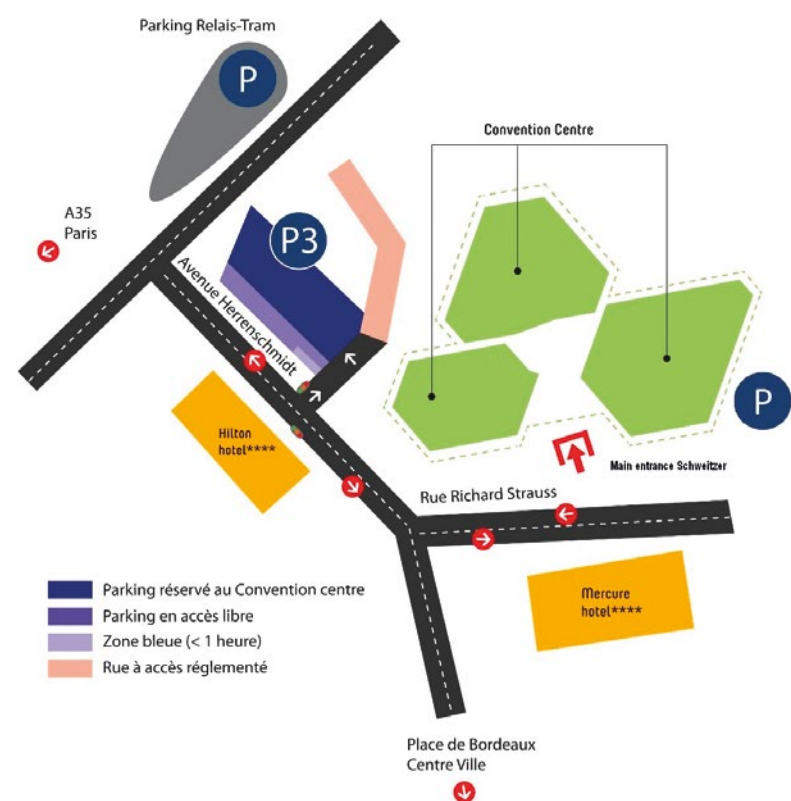 Parking Relais-Tram
P
Convention Centre
A35
Paris
P3
Avenue Herrenschmidt
P
Hilton
hotel****
Main entrance Schweitzer
Rue Richard Strauss
Parking réservé au Convention centre
Parking en accès libre
Zone bleue (< 1 heure)
Rue à accès réglementé
Mercure
hotel****
Place de Bordeaux
Centre Ville